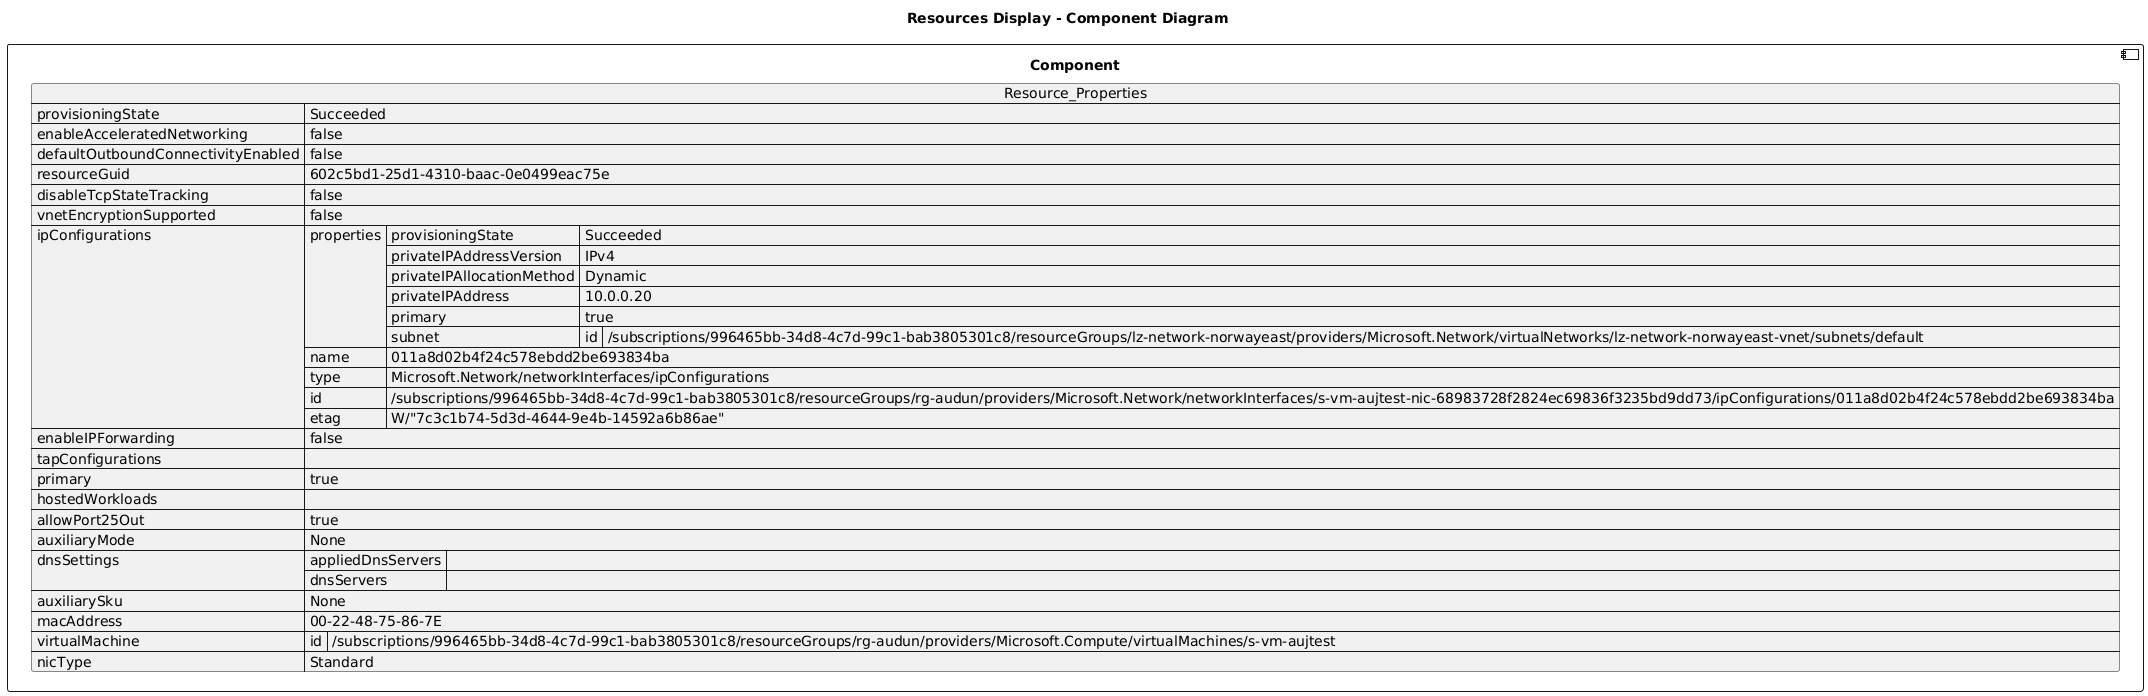 Resources Display - Component Diagram
Component
Resource_Properties
provisioningState Succeeded
enableAcceleratedNetworking false
defaultOutboundConnectivityEnabled false
resourceGuid 602c5bd1-25d1-4310-baac-0e0499eac75e
disableTcpStateTracking false
vnetEncryptionSupported false
ipConfigurations properties provisioningState Succeeded
privateIPAddressVersion IPv4
privateIPAllocationMethod Dynamic
privateIPAddress 10.0.0.20
primary true
subnet id /subscriptions/996465bb-34d8-4c7d-99c1-bab3805301c8/resourceGroups/lz-network-norwayeast/providers/Microsoft.Network/virtualNetworks/lz-network-norwayeast-vnet/subnets/default
name 011a8d02b4f24c578ebdd2be693834ba
type Microsoft.Network/networkInterfaces/ipConfigurations
id /subscriptions/996465bb-34d8-4c7d-99c1-bab3805301c8/resourceGroups/rg-audun/providers/Microsoft.Network/networkInterfaces/s-vm-aujtest-nic-68983728f2824ec69836f3235bd9dd73/ipConfigurations/011a8d02b4f24c578ebdd2be693834ba
etag W/"7c3c1b74-5d3d-4644-9e4b-14592a6b86ae"
enableIPForwarding false
tapConfigurations
primary true
hostedWorkloads
allowPort25Out true
auxiliaryMode None
dnsSettings appliedDnsServers
dnsServers
auxiliarySku None
macAddress 00-22-48-75-86-7E
virtualMachine id /subscriptions/996465bb-34d8-4c7d-99c1-bab3805301c8/resourceGroups/rg-audun/providers/Microsoft.Compute/virtualMachines/s-vm-aujtest
nicType Standard